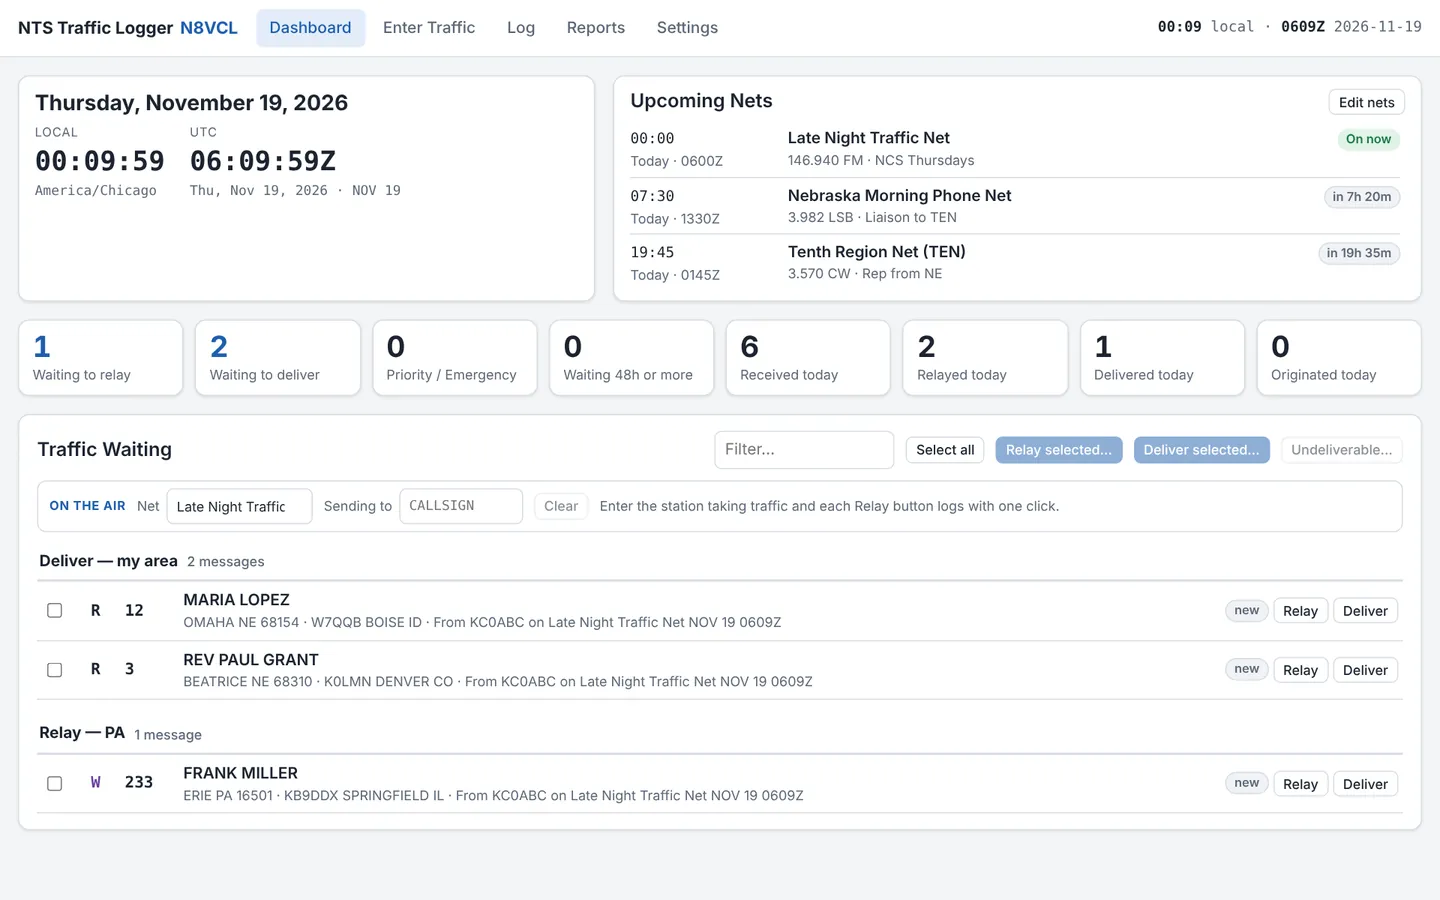 NTS Traffic Logger N8VCL Dashboard Enter Traffic Log Reports Settings 00:09 local · 0609Z 2026-11-19
Thursday, November 19, 2026
LOCAL UTC
00:09:59 06:09:59Z
America/Chicago Thu, Nov 19, 2026 · NOV 19
Upcoming Nets Edit nets
00:00 Late Night Traffic Net On now
Today · 0600Z 146.940 FM · NCS Thursdays
07:30 Nebraska Morning Phone Net in 7h 20m
Today · 1330Z 3.982 LSB · Liaison to TEN
19:45 Tenth Region Net (TEN) in 19h 35m
Today · 0145Z 3.570 CW · Rep from NE
1 2 0 0 6 2 1 0
Waiting to relay Waiting to deliver Priority / Emergency Waiting 48h or more Received today Relayed today Delivered today Originated today
Traffic Waiting Filter... Select all Relay selected... Deliver selected... Undeliverable...
ON THE AIR Net Late Night Traffic Sending to CALLSIGN Clear Enter the station taking traffic and each Relay button logs with one click.
Deliver — my area 2 messages
R 12 MARIA LOPEZ new Relay Deliver
OMAHA NE 68154 · W7QQB BOISE ID · From KC0ABC on Late Night Traffic Net NOV 19 0609Z
R 3 REV PAUL GRANT new Relay Deliver
BEATRICE NE 68310 · K0LMN DENVER CO · From KC0ABC on Late Night Traffic Net NOV 19 0609Z
Relay — PA 1 message
W 233 FRANK MILLER new Relay Deliver
ERIE PA 16501 · KB9DDX SPRINGFIELD IL · From KC0ABC on Late Night Traffic Net NOV 19 0609Z